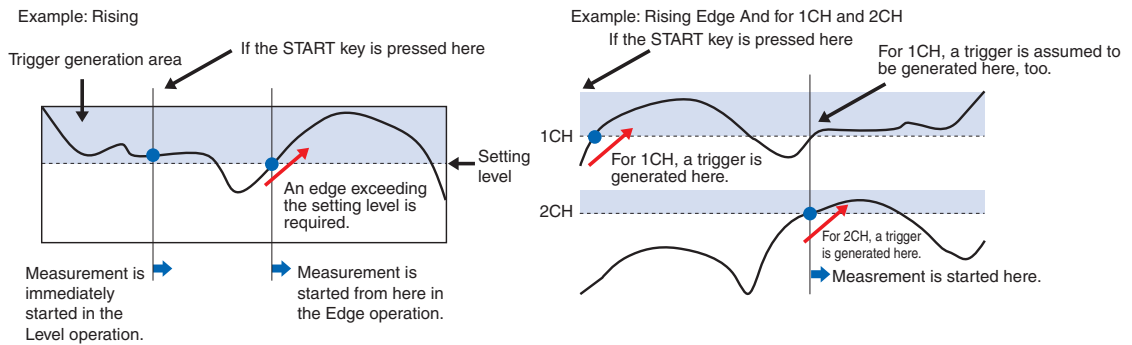 Example: Rising
If the START key is pressed here
Trigger generation area
Setting
level
An edge exceeding
the setting level is
required.
Measurement is
immediately
started in the
Level operation.
Measurement is
started from here in
the Edge operation.
Example: Rising Edge And for 1CH and 2CH
If the START key is pressed here
For 1CH, a trigger is assumed to
be generated here, too.
1CH
For 1CH, a trigger is
generated here.
2CH
For 2CH, a trigger
is generated here.
Measrement is started here.